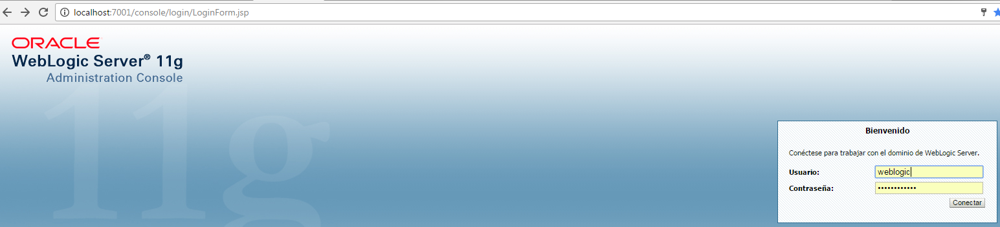 localhost:7001/console/login/LoginForm.jsp
ORACLE
WebLogic Server® 11g
Administration Console
11g
Bienvenido
Conéctese para trabajar con el dominio de WebLogic Server.
Usuario: weblogic
Contraseña: ••••••••••••
Conectar